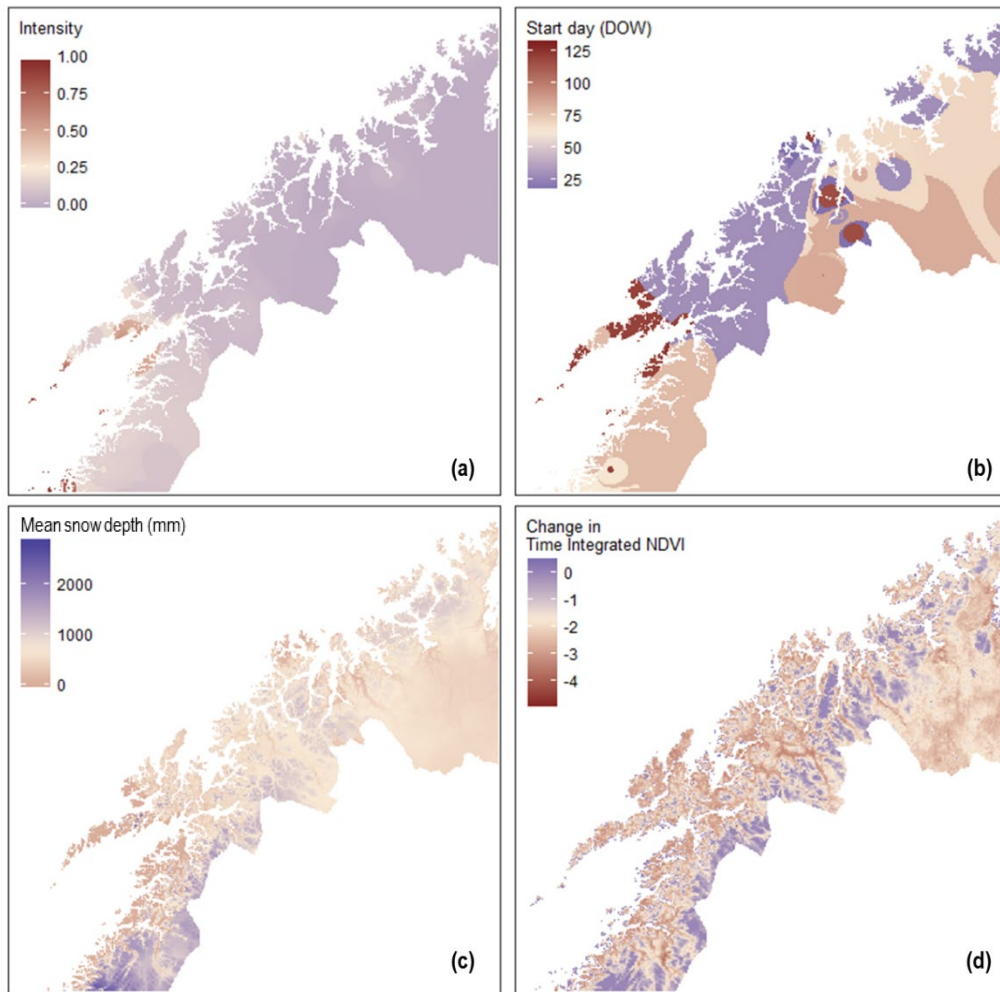 Intensity
1.00
0.75
0.50
0.25
0.00
(a)
Start day (DOW)
125
100
75
50
25
(b)
Mean snow depth (mm)
2000
1000
0
(c)
Change in
Time Integrated NDVI
0
-1
-2
-3
-4
(d)